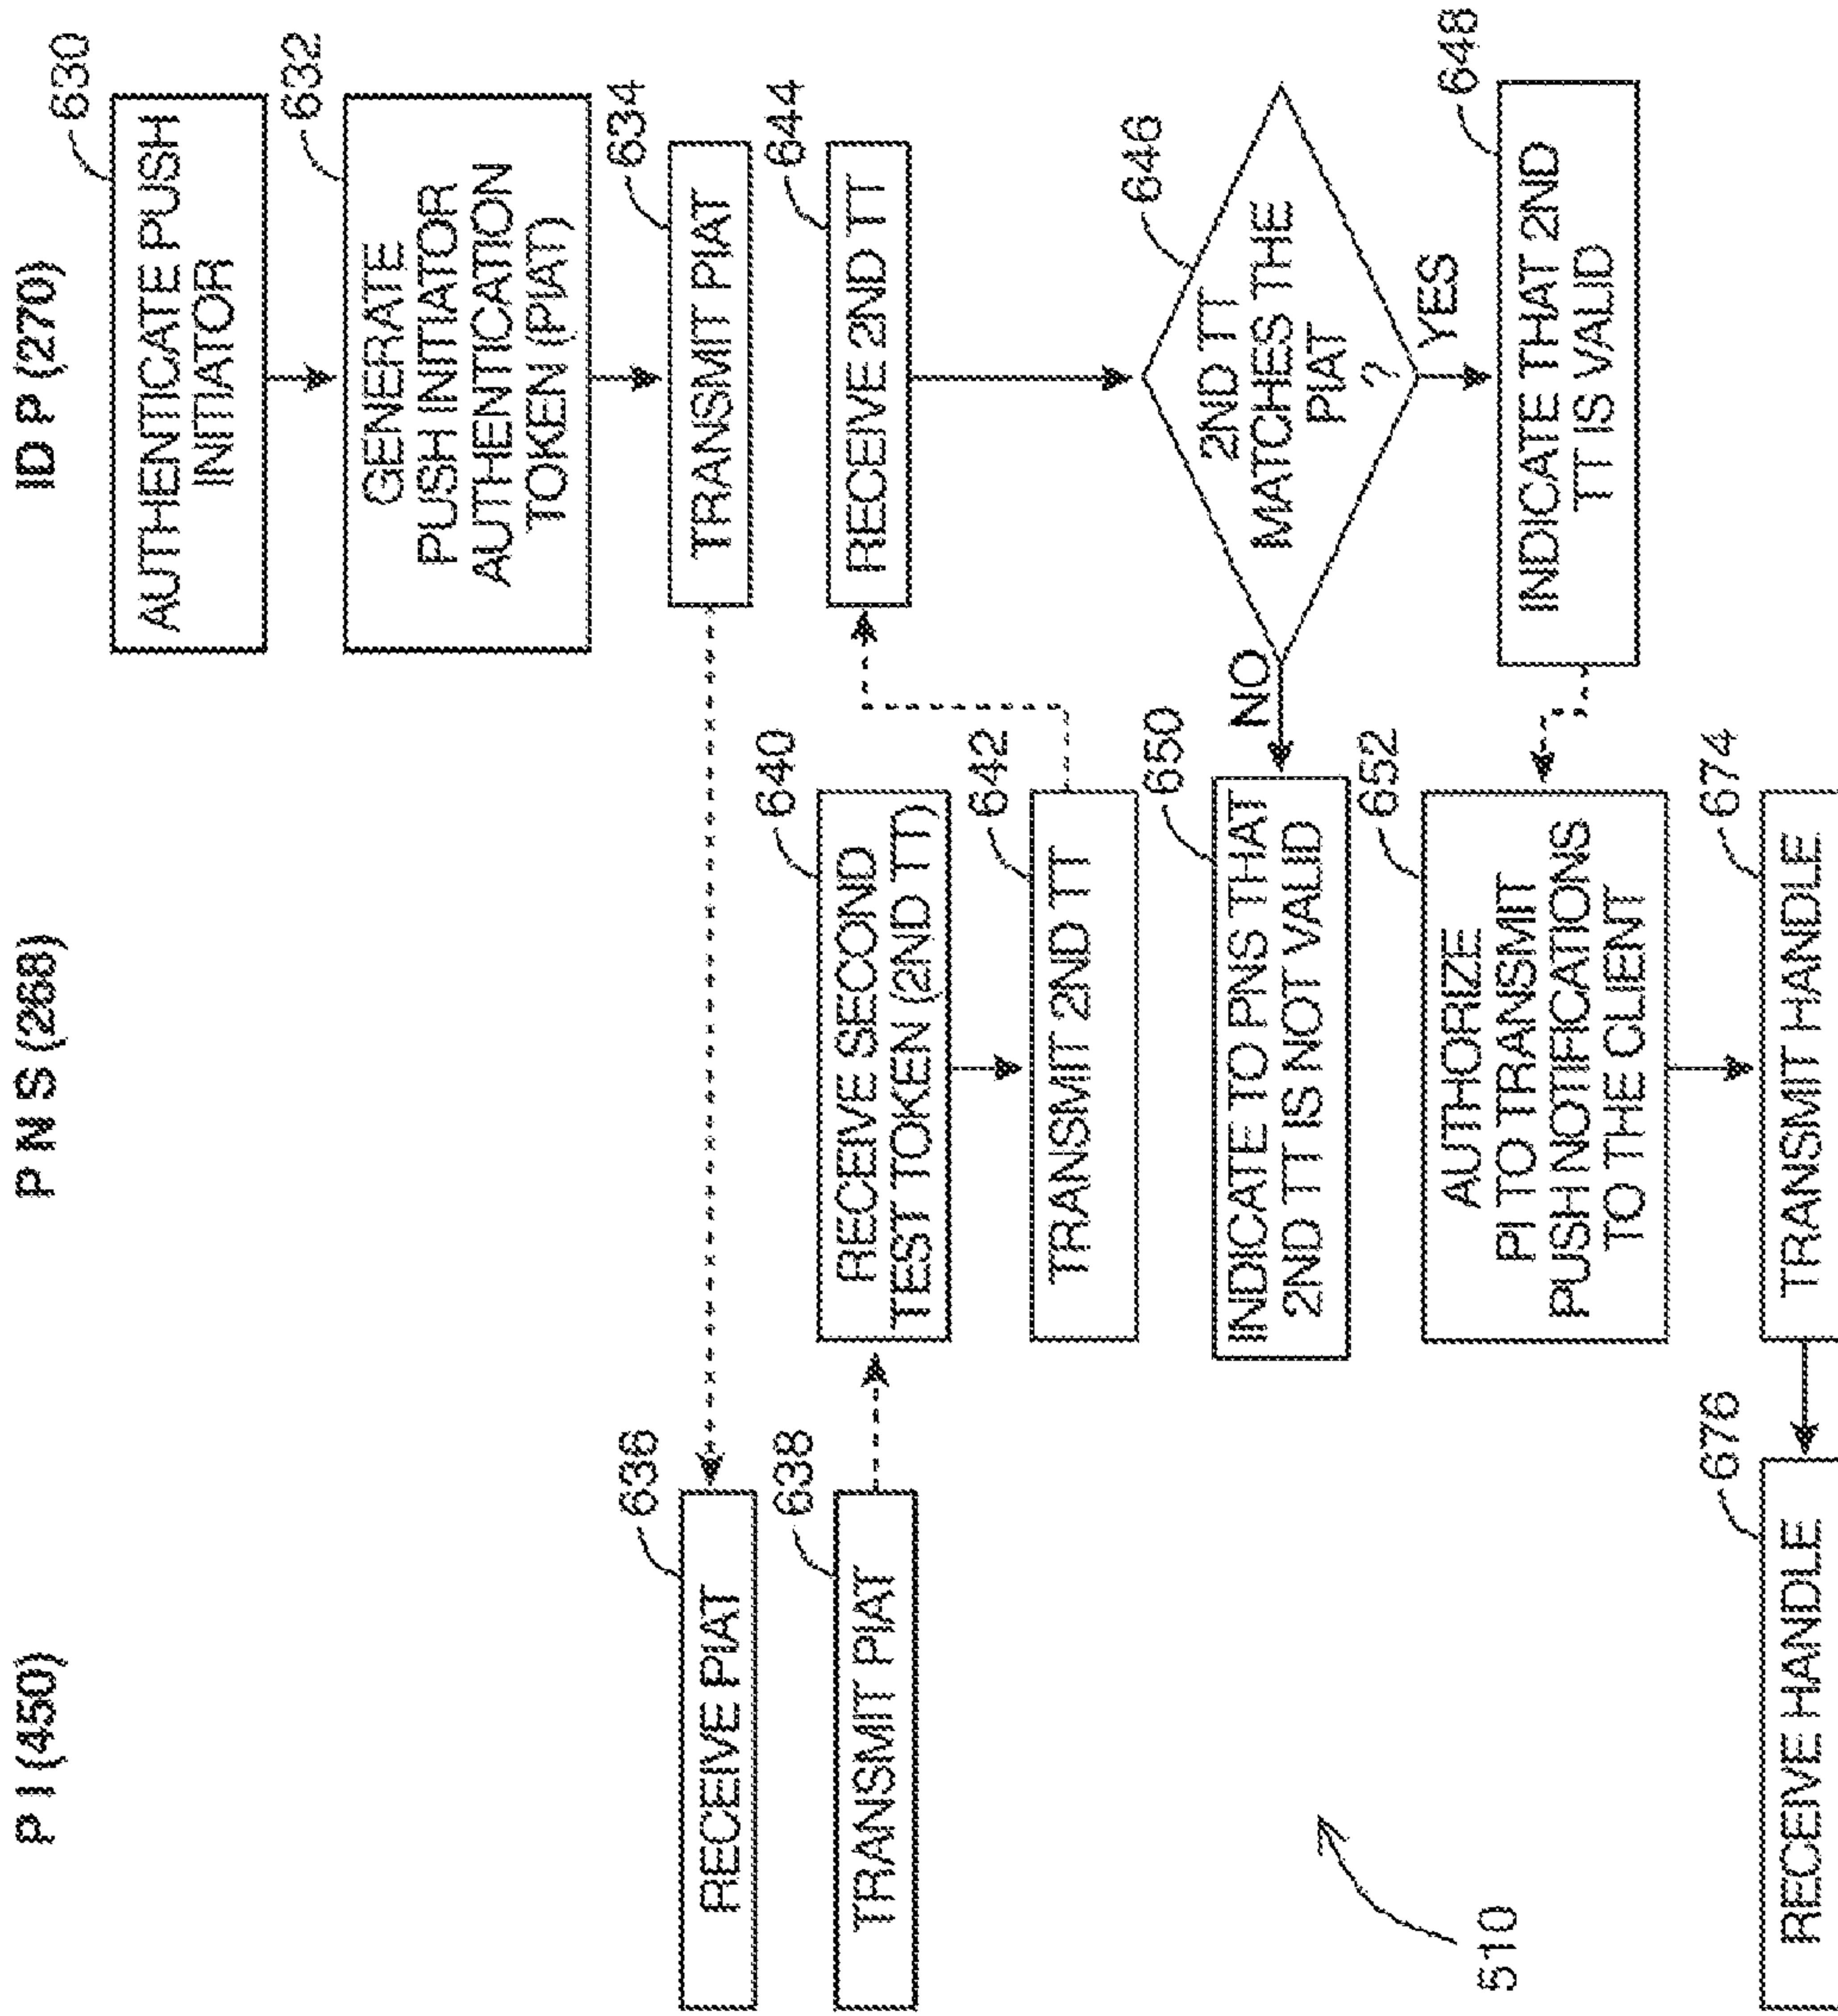 P I (450)
P N S (268)
ID P (270)
630
AUTHENTICATE PUSH
INITIATOR
632
GENERATE
PUSH INITIATOR
AUTHENTICATION
TOKEN (PIAT)
634
TRANSMIT PIAT
636
RECEIVE PIAT
638
TRANSMIT PIAT
640
RECEIVE SECOND
TEST TOKEN (2ND TT)
642
TRANSMIT 2ND TT
644
RECEIVE 2ND TT
646
2ND TT
MATCHES THE
PIAT
?
NO
YES
650
INDICATE TO PNS THAT
2ND TT IS NOT VALID
648
INDICATE THAT 2ND
TT IS VALID
652
AUTHORIZE
PI TO TRANSMIT
PUSH NOTIFICATIONS
TO THE CLIENT
674
TRANSMIT HANDLE
676
RECEIVE HANDLE
510